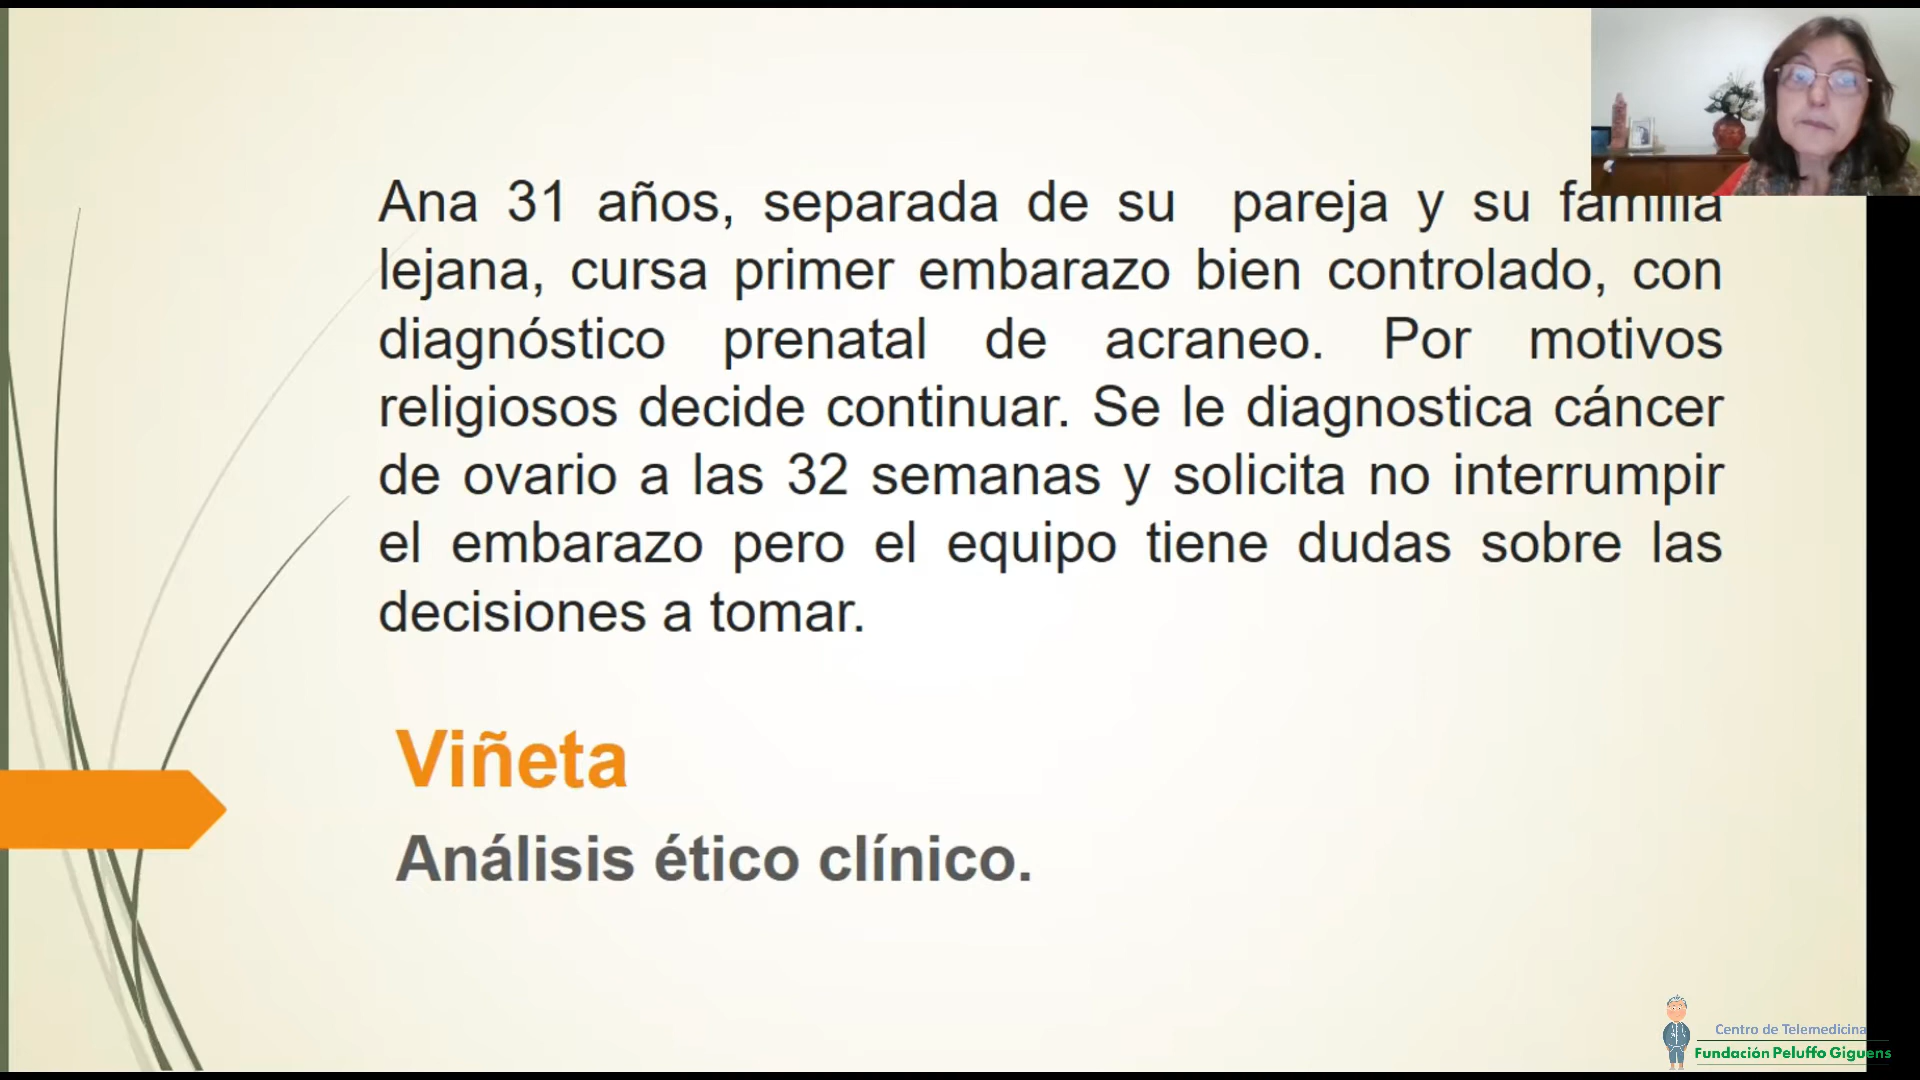 Ana 31 años, separada de su pareja y su familia
lejana, cursa primer embarazo bien controlado, con
diagnóstico prenatal de acraneo. Por motivos
religiosos decide continuar. Se le diagnostica cáncer
de ovario a las 32 semanas y solicita no interrumpir
el embarazo pero el equipo tiene dudas sobre las
decisiones a tomar.
Viñeta
Análisis ético clínico.
Centro de Telemedicina
Fundación Peluffo Giguens